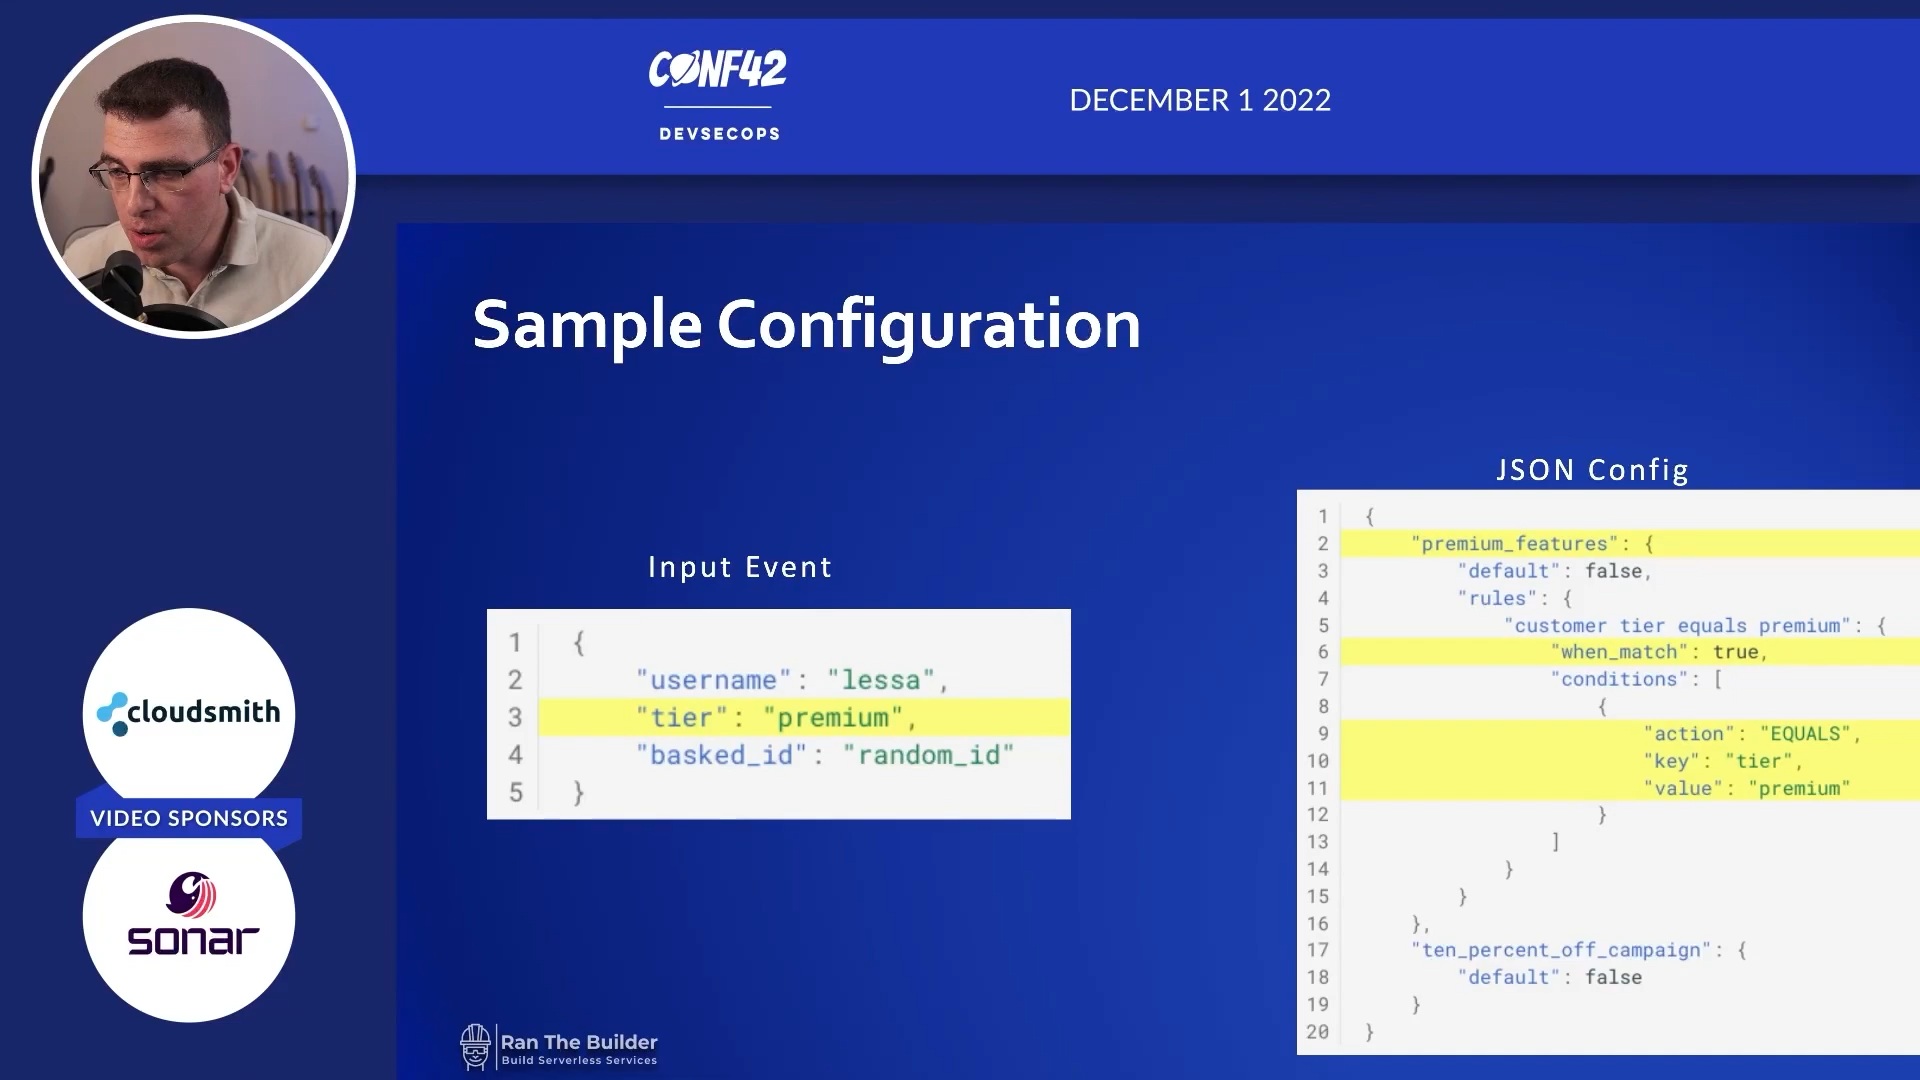 CONF42
DEVSECOPS
DECEMBER 1 2022
Sample Configuration
Input Event
1 {
2 "username": "lessa",
3 "tier": "premium",
4 "basked_id": "random_id"
5 }
JSON Config
1 {
2 "premium_features": {
3 "default": false,
4 "rules": {
5 "customer tier equals premium": {
6 "when_match": true,
7 "conditions": [
8 {
9 "action": "EQUALS",
10 "key": "tier",
11 "value": "premium"
12 }
13 ]
14 }
15 }
16 },
17 "ten_percent_off_campaign": {
18 "default": false
19 }
20 }
cloudsmith
VIDEO SPONSORS
sonar
Ran The Builder
Build Serverless Services